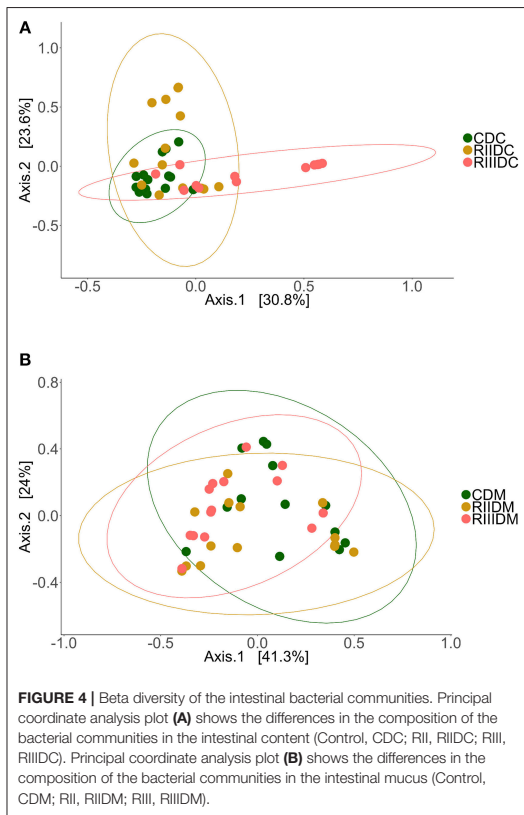 A
1.0
0.5
0.0
-0.5
Axis.2 [23.6%]
-0.5
0.0
0.5
1.0
Axis.1 [30.8%]
CDC
RIIDC
RIIIDC
B
0.8
0.4
0.0
-0.4
Axis.2 [24%]
-1.0
-0.5
0.0
0.5
1.0
Axis.1 [41.3%]
CDM
RIIDM
RIIIDM
FIGURE 4 | Beta diversity of the intestinal bacterial communities. Principal
coordinate analysis plot (A) shows the differences in the composition of the
bacterial communities in the intestinal content (Control, CDC; RII, RIIDC; RIII,
RIIIDC). Principal coordinate analysis plot (B) shows the differences in the
composition of the bacterial communities in the intestinal mucus (Control,
CDM; RII, RIIDM; RIII, RIIIDM).